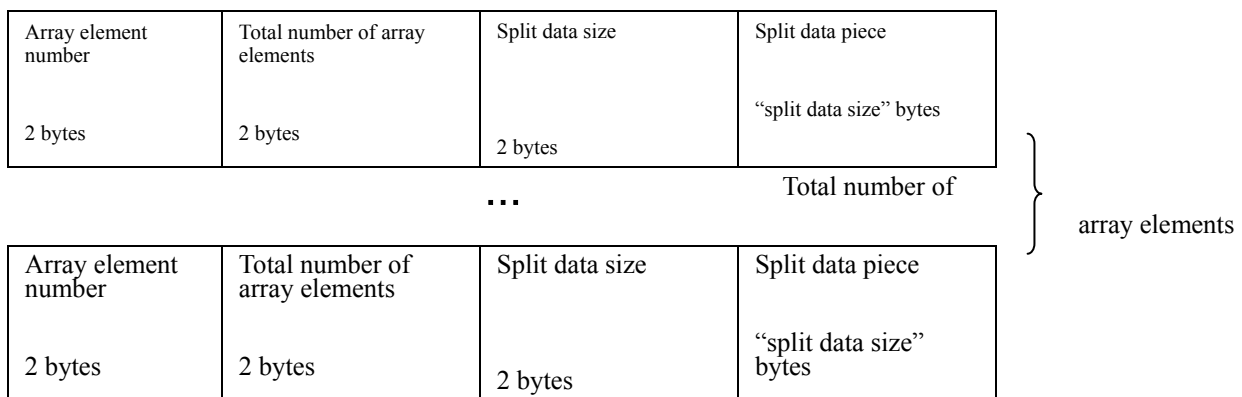 Array element
number
2 bytes
Total number of array
elements
2 bytes
Split data size
2 bytes
Split data piece
“split data size” bytes
...
Total number of
array elements
Array element
number
2 bytes
Total number of
array elements
2 bytes
Split data size
2 bytes
Split data piece
“split data size”
bytes